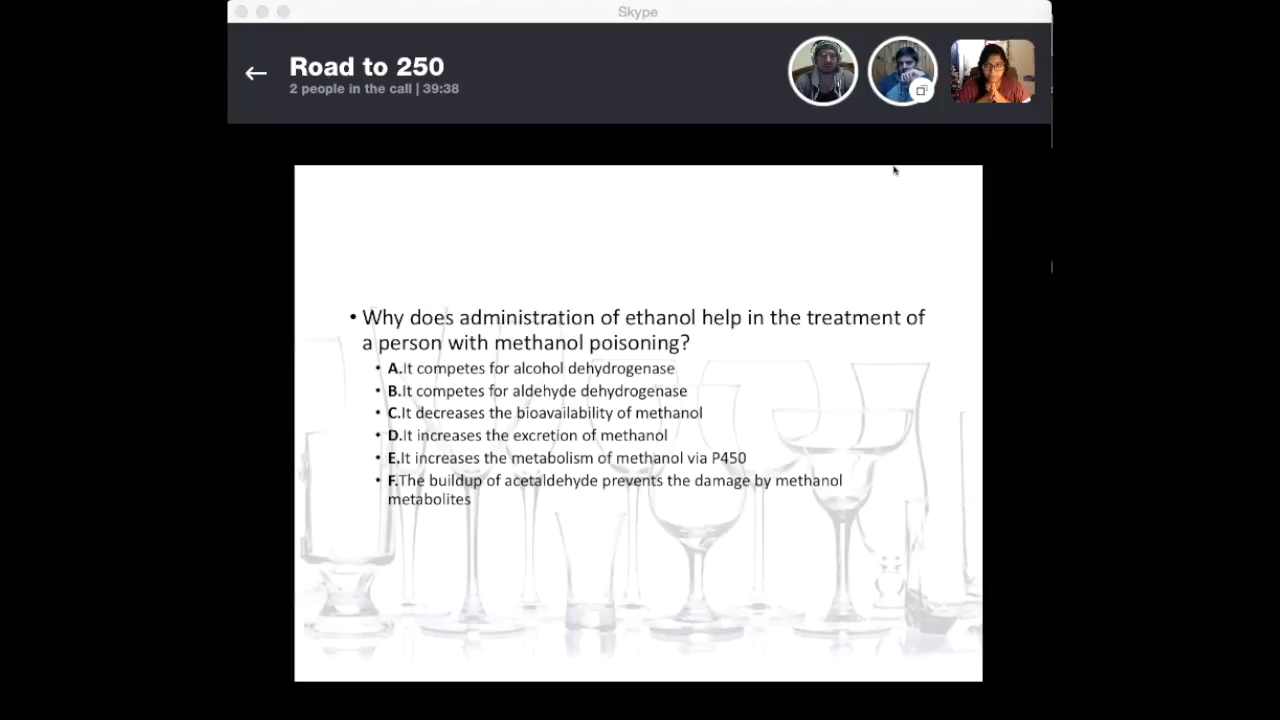 Skype
Road to 250
2 people in the call | 39:38
• Why does administration of ethanol help in the treatment of
a person with methanol poisoning?
• A.It competes for alcohol dehydrogenase
• B.It competes for aldehyde dehydrogenase
• C.It decreases the bioavailability of methanol
• D.It increases the excretion of methanol
• E.It increases the metabolism of methanol via P450
• F.The buildup of acetaldehyde prevents the damage by methanol
metabolites